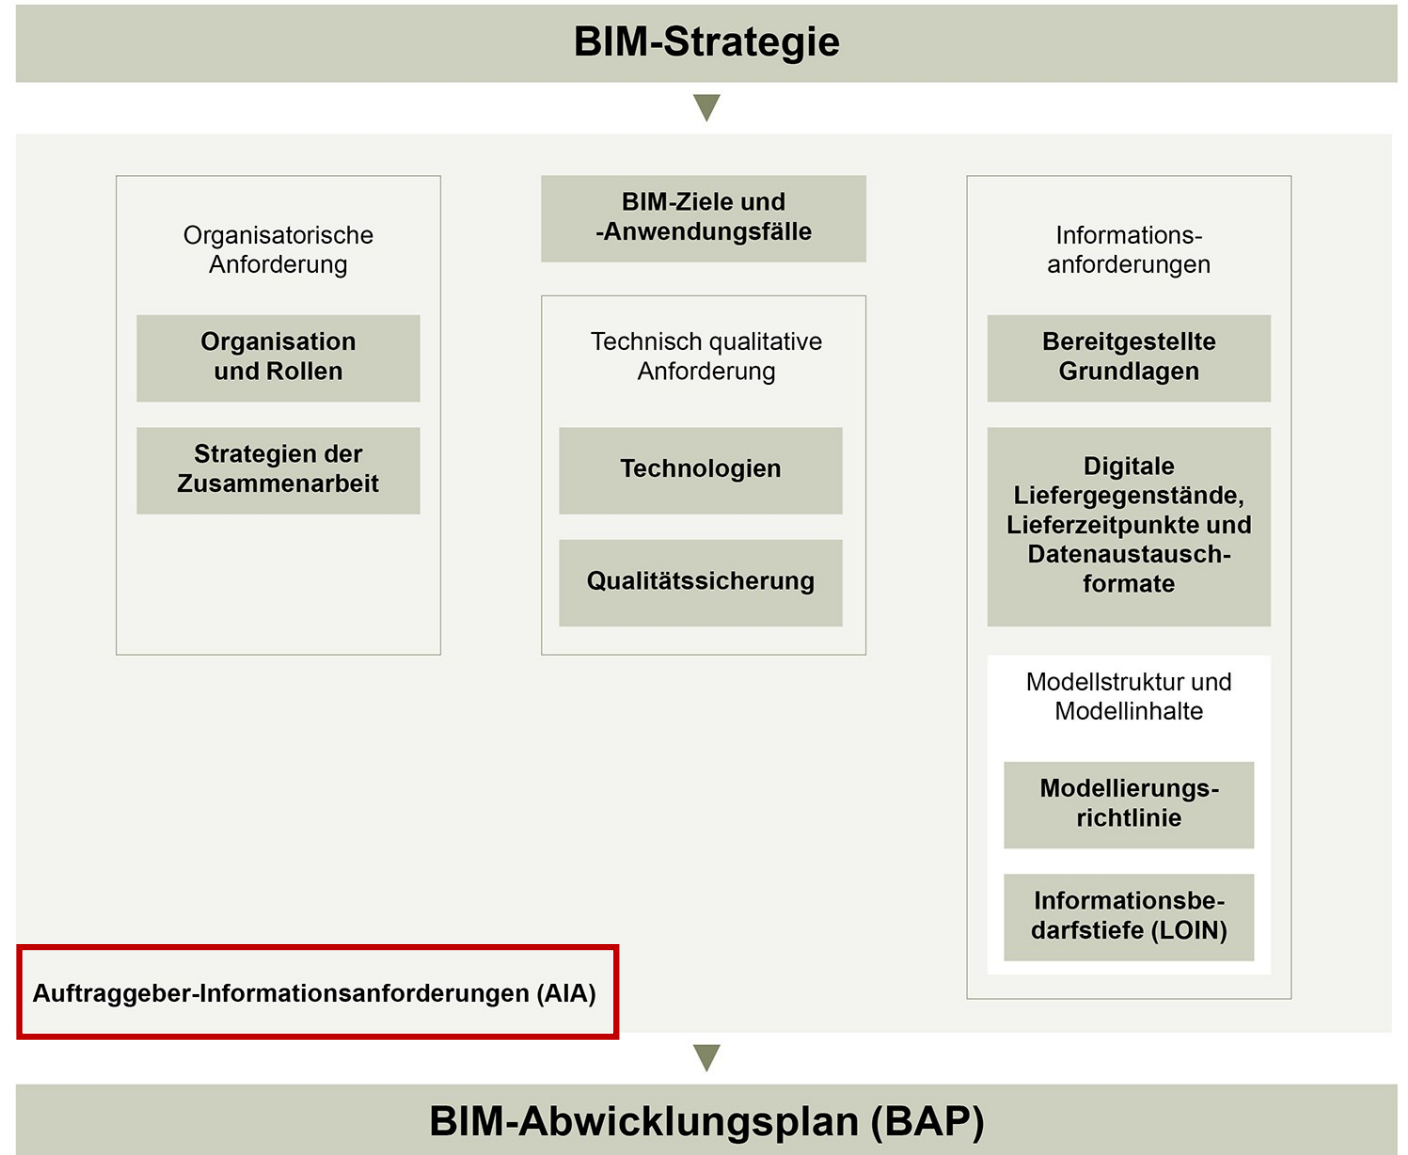 BIM-Strategie
Organisatorische
Anforderung
Organisation
und Rollen
Strategien der
Zusammenarbeit
BIM-Ziele und
-Anwendungsfälle
Technisch qualitative
Anforderung
Technologien
Qualitätssicherung
Informations-
anforderungen
Bereitgestellte
Grundlagen
Digitale
Liefergegenstände,
Lieferzeitpunkte und
Datenaustausch-
formate
Modellstruktur und
Modellinhalte
Modellierungs-
richtlinie
Informationsbe-
darfstiefe (LOIN)
Auftraggeber-Informationsanforderungen (AIA)
BIM-Abwicklungsplan (BAP)